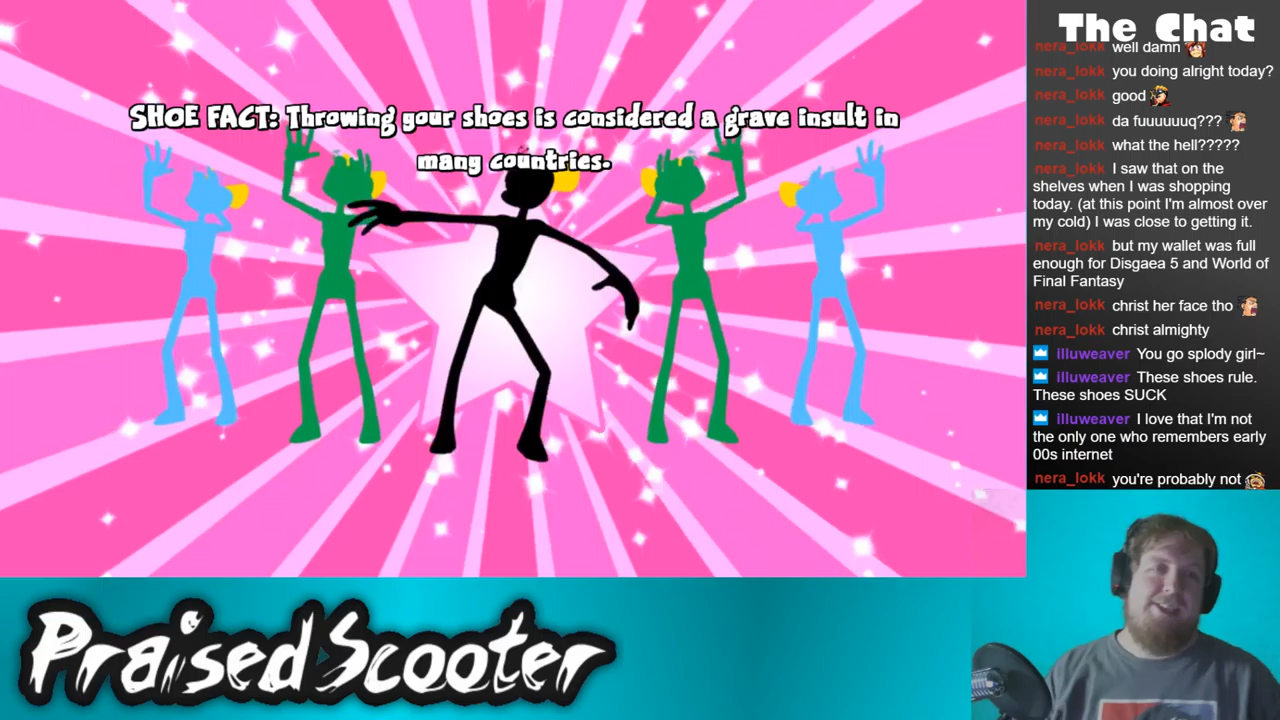 SHOE FACT: Throwing your shoes is considered a grave insult in
many countries.
The Chat
nera_lokk well damn
nera_lokk you doing alright today?
nera_lokk good
nera_lokk da fuuuuuuq???
nera_lokk what the hell?????
nera_lokk I saw that on the
shelves when I was shopping
today. (at this point I'm almost over
my cold) I was close to getting it.
nera_lokk but my wallet was full
enough for Disgaea 5 and World of
Final Fantasy
nera_lokk christ her face tho
nera_lokk christ almighty
illuweaver You go splody girl~
illuweaver These shoes rule.
These shoes SUCK
illuweaver I love that I'm not
the only one who remembers early
00s internet
nera_lokk you're probably not
PraisedScooter